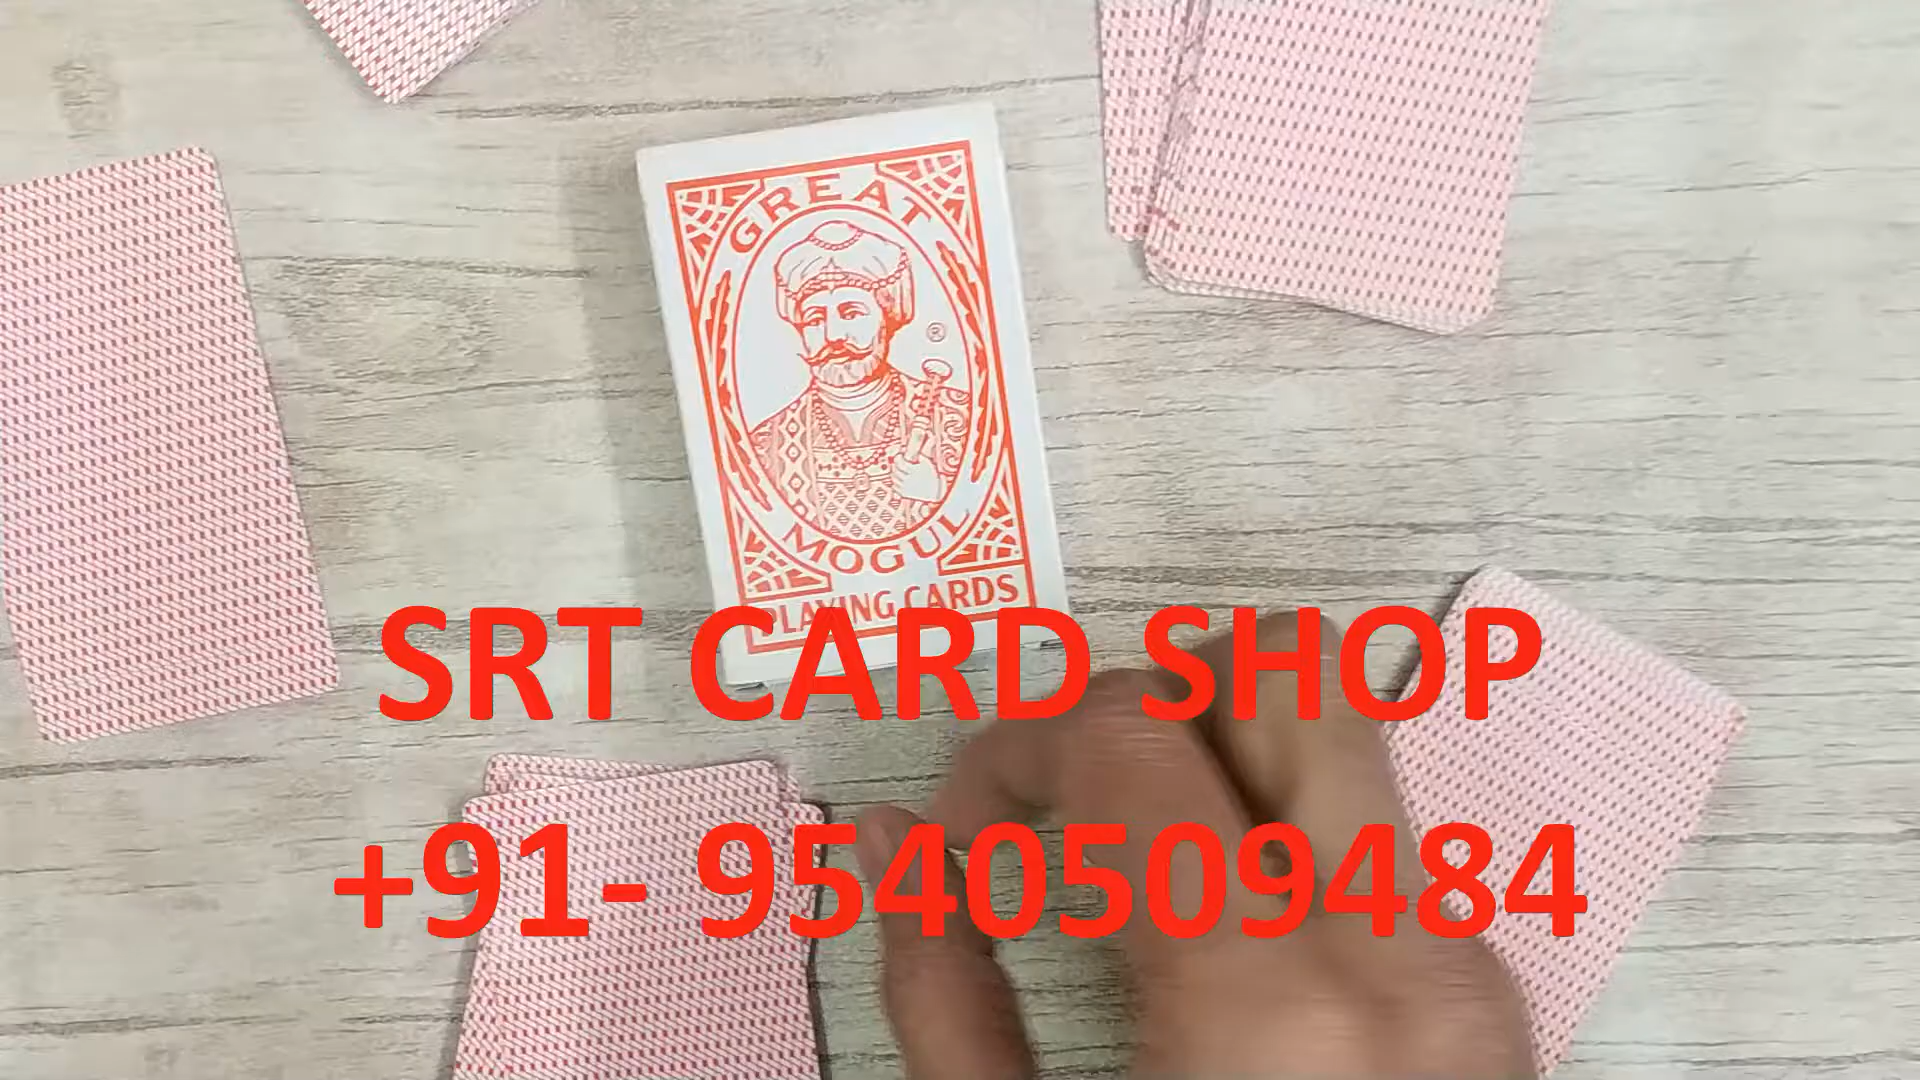 GREAT
®
MOGUL
PLAYING CARDS
SRT CARD SHOP
+91- 9540509484